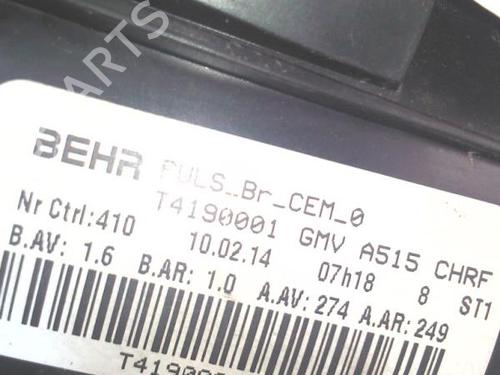 BEHR PULS_Br_CEM_0
T4190001 GMV A515 CHRF
Nr Ctrl:410 10.02.14 07h18 8 ST1
B.AV: 1.6 B.AR: 1.0 A.AV: 274 A.AR: 249
PARTS